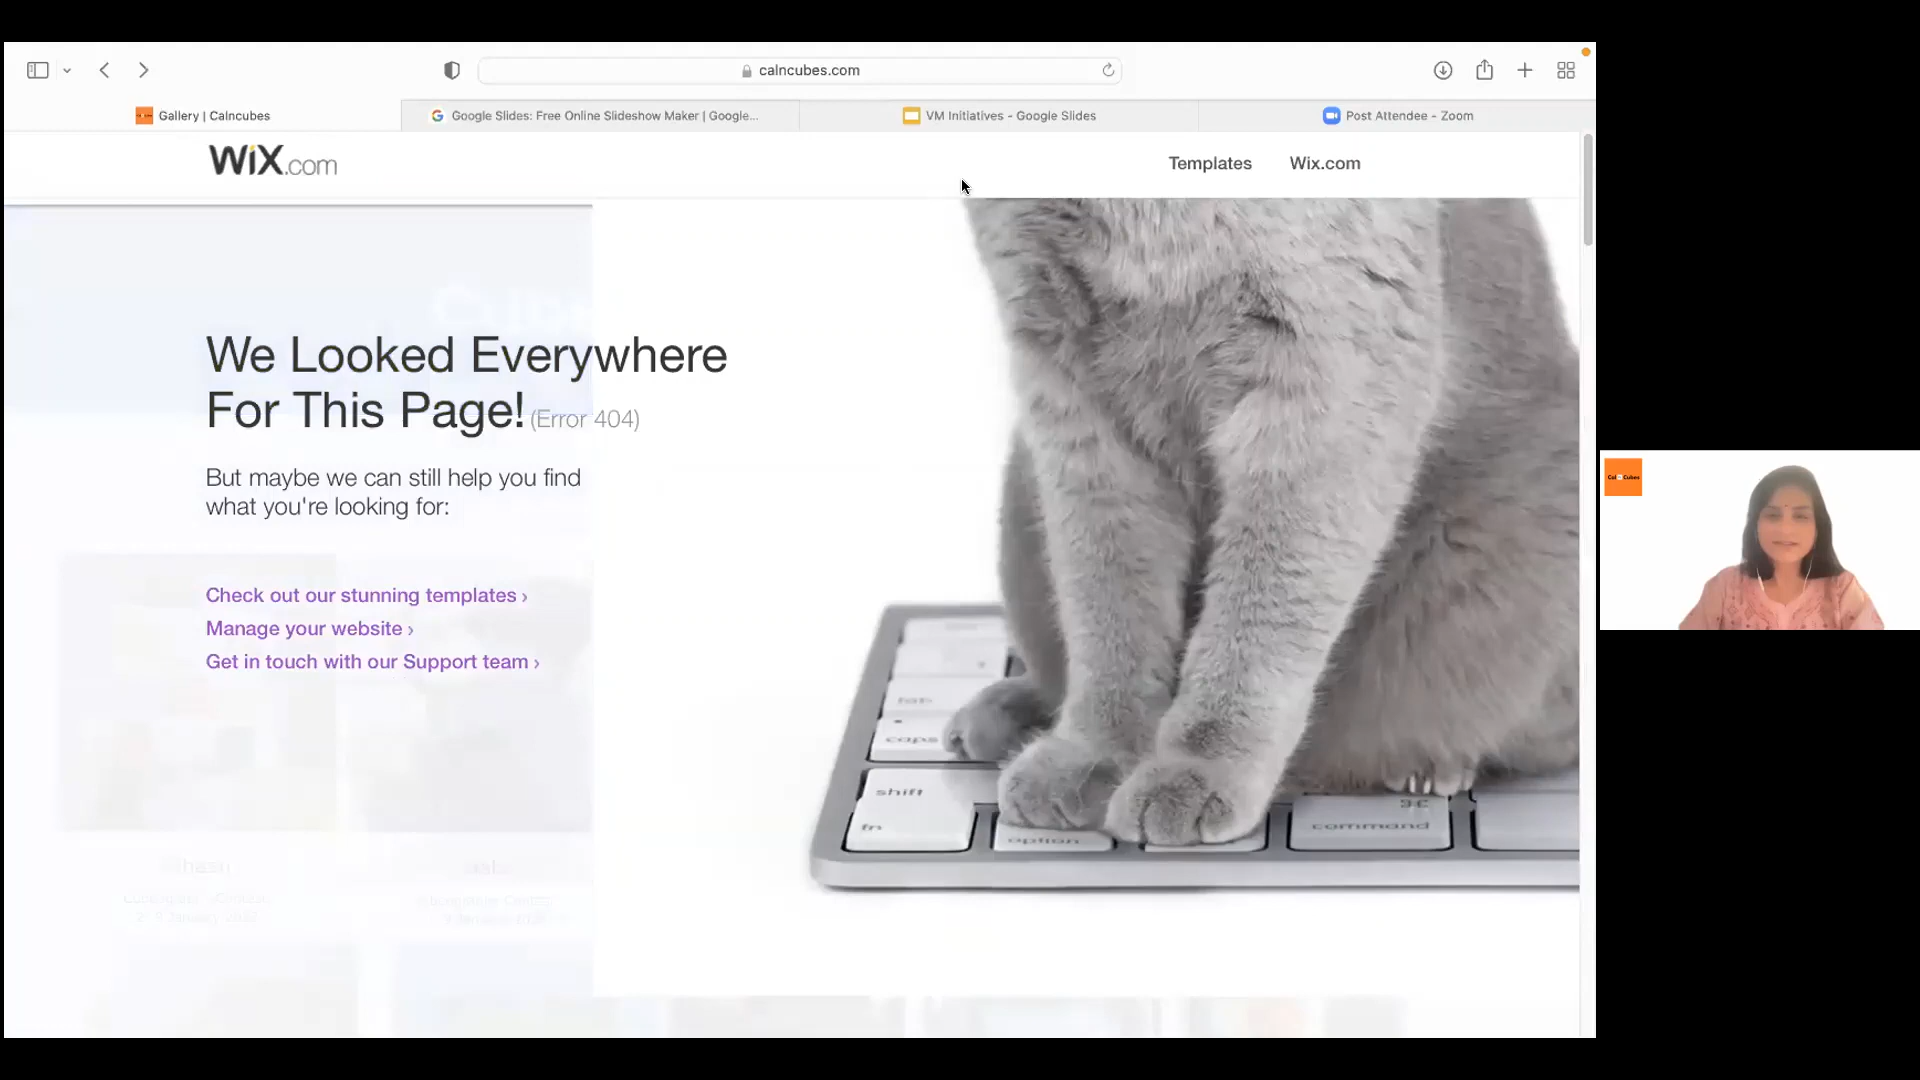 calncubes.com
Gallery | Calncubes
Google Slides: Free Online Slideshow Maker | Google...
VM Initiatives - Google Slides
Post Attendee - Zoom
WiX.com
Templates
Wix.com
We Looked Everywhere
For This Page! (Error 404)
But maybe we can still help you find
what you're looking for:
Check out our stunning templates ›
Manage your website ›
Get in touch with our Support team ›
tab
caps
shift
fn
option
⌘
command